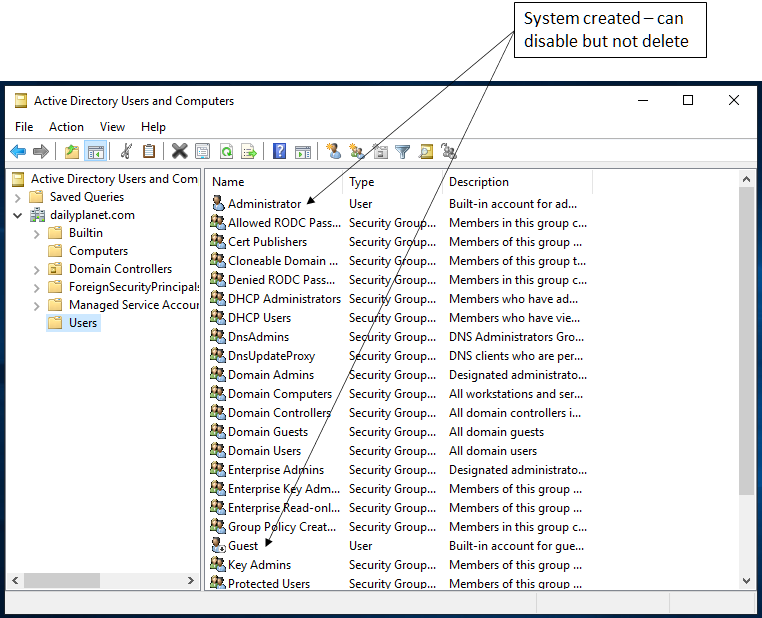 System created – can
disable but not delete
Active Directory Users and Computers
File Action View Help
Active Directory Users and Com
Saved Queries
dailyplanet.com
Builtin
Computers
Domain Controllers
ForeignSecurityPrincipals
Managed Service Accour
Users
Name Type Description
Administrator User Built-in account for ad...
Allowed RODC Pass... Security Group... Members in this group c...
Cert Publishers Security Group... Members of this group ...
Cloneable Domain ... Security Group... Members of this group t...
Denied RODC Pass... Security Group... Members in this group c...
DHCP Administrators Security Group... Members who have ad...
DHCP Users Security Group... Members who have vie...
DnsAdmins Security Group... DNS Administrators Gro...
DnsUpdateProxy Security Group... DNS clients who are per...
Domain Admins Security Group... Designated administrato...
Domain Computers Security Group... All workstations and ser...
Domain Controllers Security Group... All domain controllers i...
Domain Guests Security Group... All domain guests
Domain Users Security Group... All domain users
Enterprise Admins Security Group... Designated administrato...
Enterprise Key Adm... Security Group... Members of this group ...
Enterprise Read-onl... Security Group... Members of this group ...
Group Policy Creat... Security Group... Members in this group c...
Guest User Built-in account for gue...
Key Admins Security Group... Members of this group ...
Protected Users Security Group... Members of this group ...